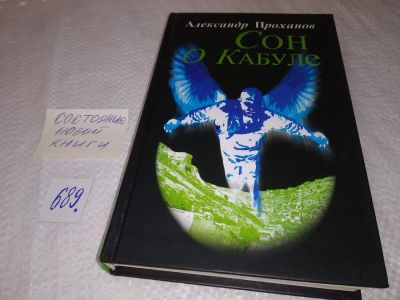 Александр Проханов
Сон
о Кабуле
состояние
новой
книги
689.